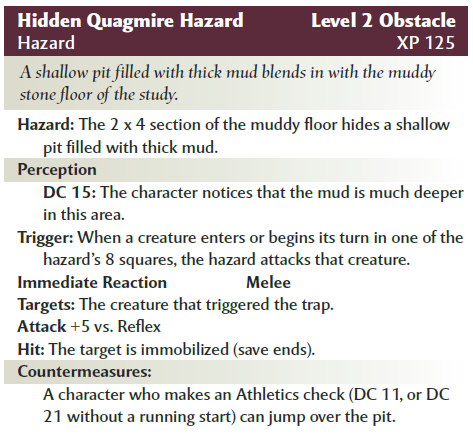 Hidden Quagmire Hazard Level 2 Obstacle
Hazard XP 125
A shallow pit filled with thick mud blends in with the muddy
stone floor of the study.
Hazard: The 2 x 4 section of the muddy floor hides a shallow
pit filled with thick mud.
Perception
DC 15: The character notices that the mud is much deeper
in this area.
Trigger: When a creature enters or begins its turn in one of the
hazard's 8 squares, the hazard attacks that creature.
Immediate Reaction Melee
Targets: The creature that triggered the trap.
Attack +5 vs. Reflex
Hit: The target is immobilized (save ends).
Countermeasures:
A character who makes an Athletics check (DC 11, or DC
21 without a running start) can jump over the pit.